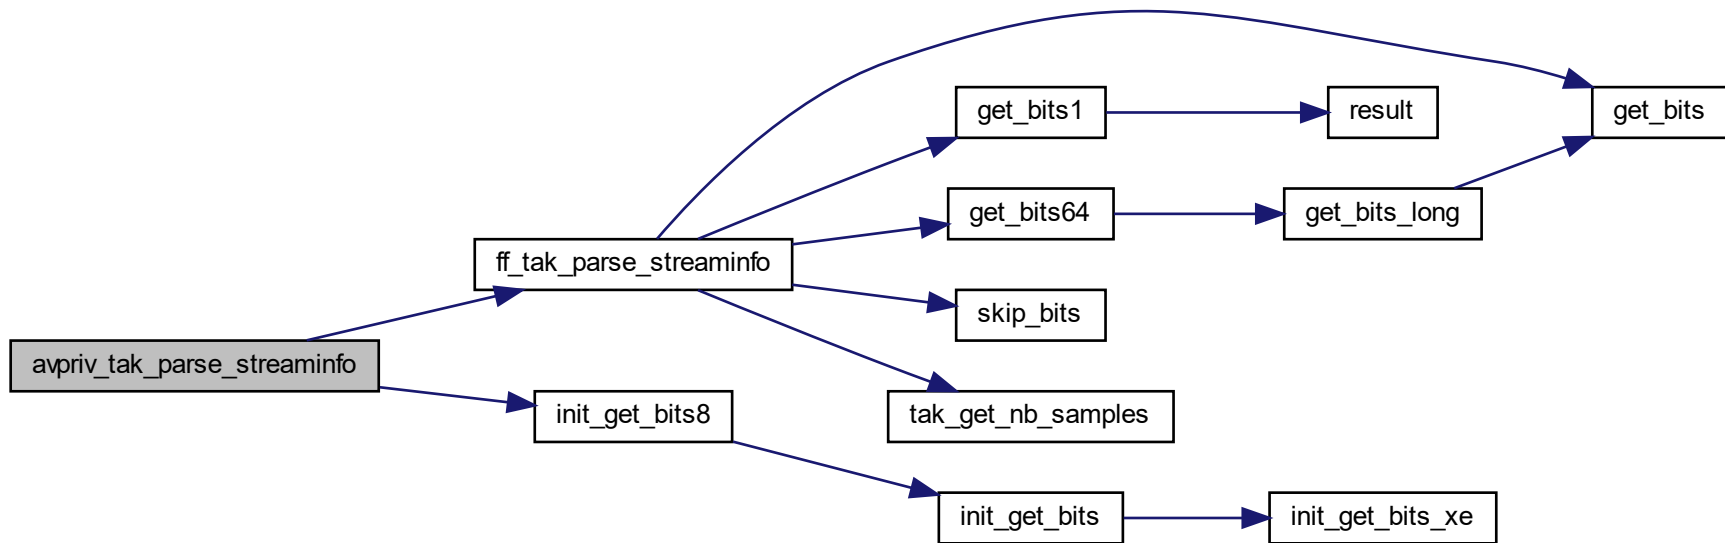 get_bits1
result
get_bits
get_bits64
get_bits_long
ff_tak_parse_streaminfo
skip_bits
avpriv_tak_parse_streaminfo
init_get_bits8
tak_get_nb_samples
init_get_bits
init_get_bits_xe